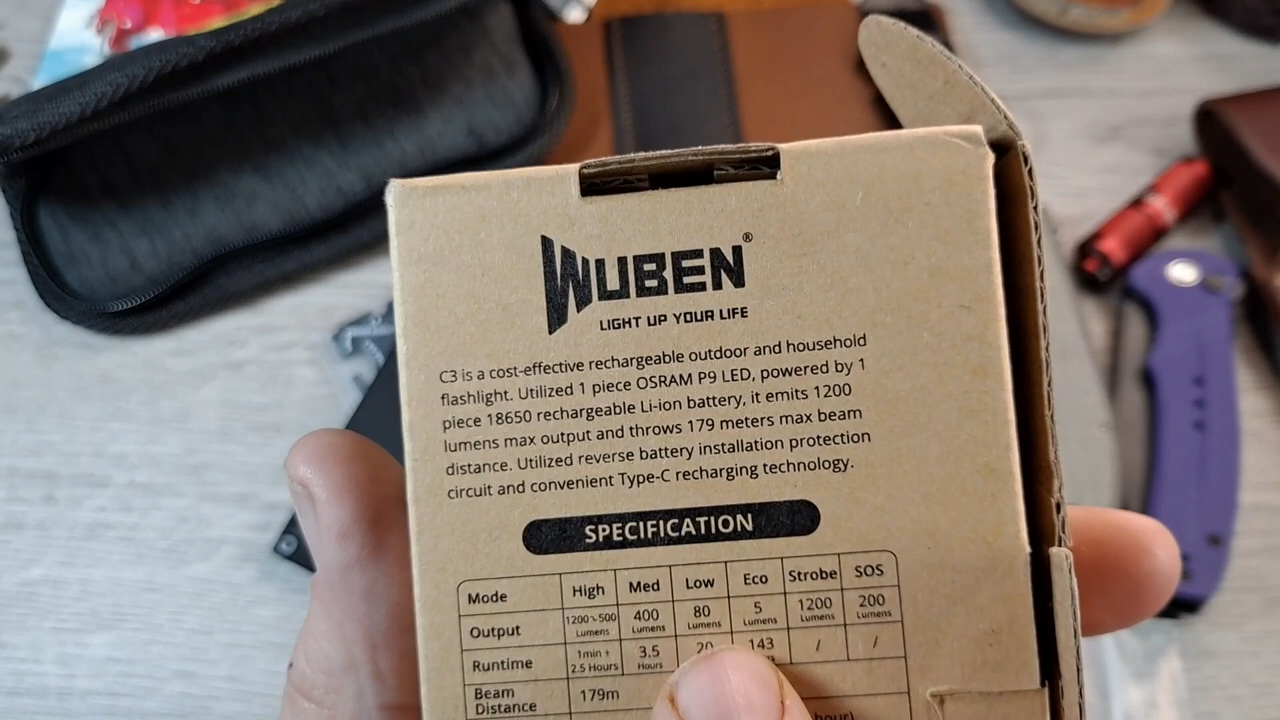 WUBEN®
LIGHT UP YOUR LIFE
C3 is a cost-effective rechargeable outdoor and household
flashlight. Utilized 1 piece OSRAM P9 LED, powered by 1
piece 18650 rechargeable Li-ion battery, it emits 1200
lumens max output and throws 179 meters max beam
distance. Utilized reverse battery installation protection
circuit and convenient Type-C recharging technology.
SPECIFICATION
Mode High Med Low Eco Strobe SOS
Output 1200~500 Lumens 400 Lumens 80 Lumens 5 Lumens 1200 Lumens 200 Lumens
Runtime 1min + 2.5 Hours 3.5 Hours 20 143 / /
Beam Distance 179m
hour)